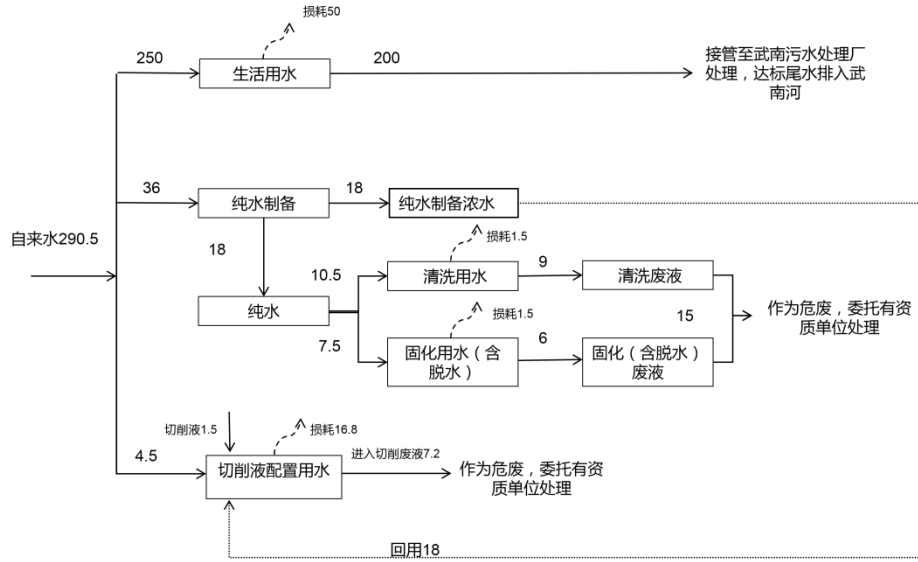 损耗50
250
生活用水
200
接管至武南污水处理厂
处理，达标尾水排入武
南河
36
纯水制备
18
纯水制备浓水
自来水290.5
18
损耗1.5
10.5
清洗用水
9
清洗废液
纯水
损耗1.5
15
作为危废，委托有资
质单位处理
7.5
固化用水（含
脱水）
6
固化（含脱水）
废液
切削液1.5
损耗16.8
4.5
切削液配置用水
进入切削废液7.2
作为危废，委托有资
质单位处理
回用18